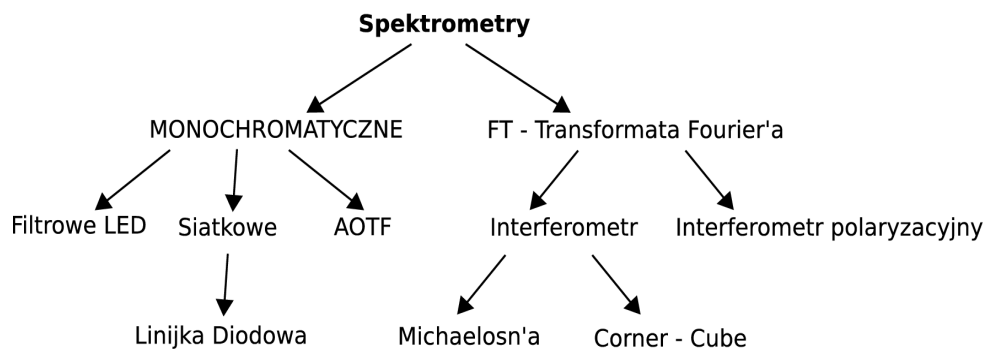 Spektrometry
MONOCHROMATYCZNE
FT - Transformata Fourier'a
Filtrowe LED
Siatkowe
AOTF
Interferometr
Interferometr polaryzacyjny
Linijka Diodowa
Michaelosn'a
Corner - Cube